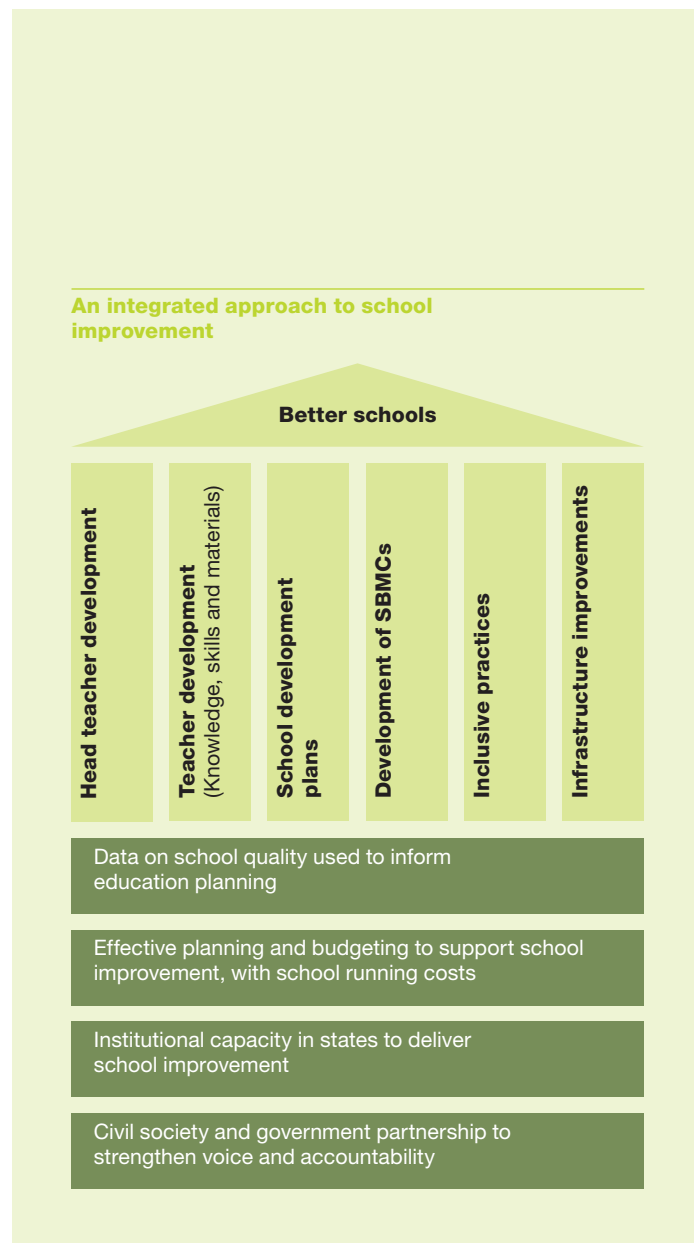 An integrated approach to school
improvement
Better schools
Head teacher development
Teacher development
(Knowledge, skills and materials)
School development
plans
Development of SBMCs
Inclusive practices
Infrastructure improvements
Data on school quality used to inform
education planning
Effective planning and budgeting to support school
improvement, with school running costs
Institutional capacity in states to deliver
school improvement
Civil society and government partnership to
strengthen voice and accountability